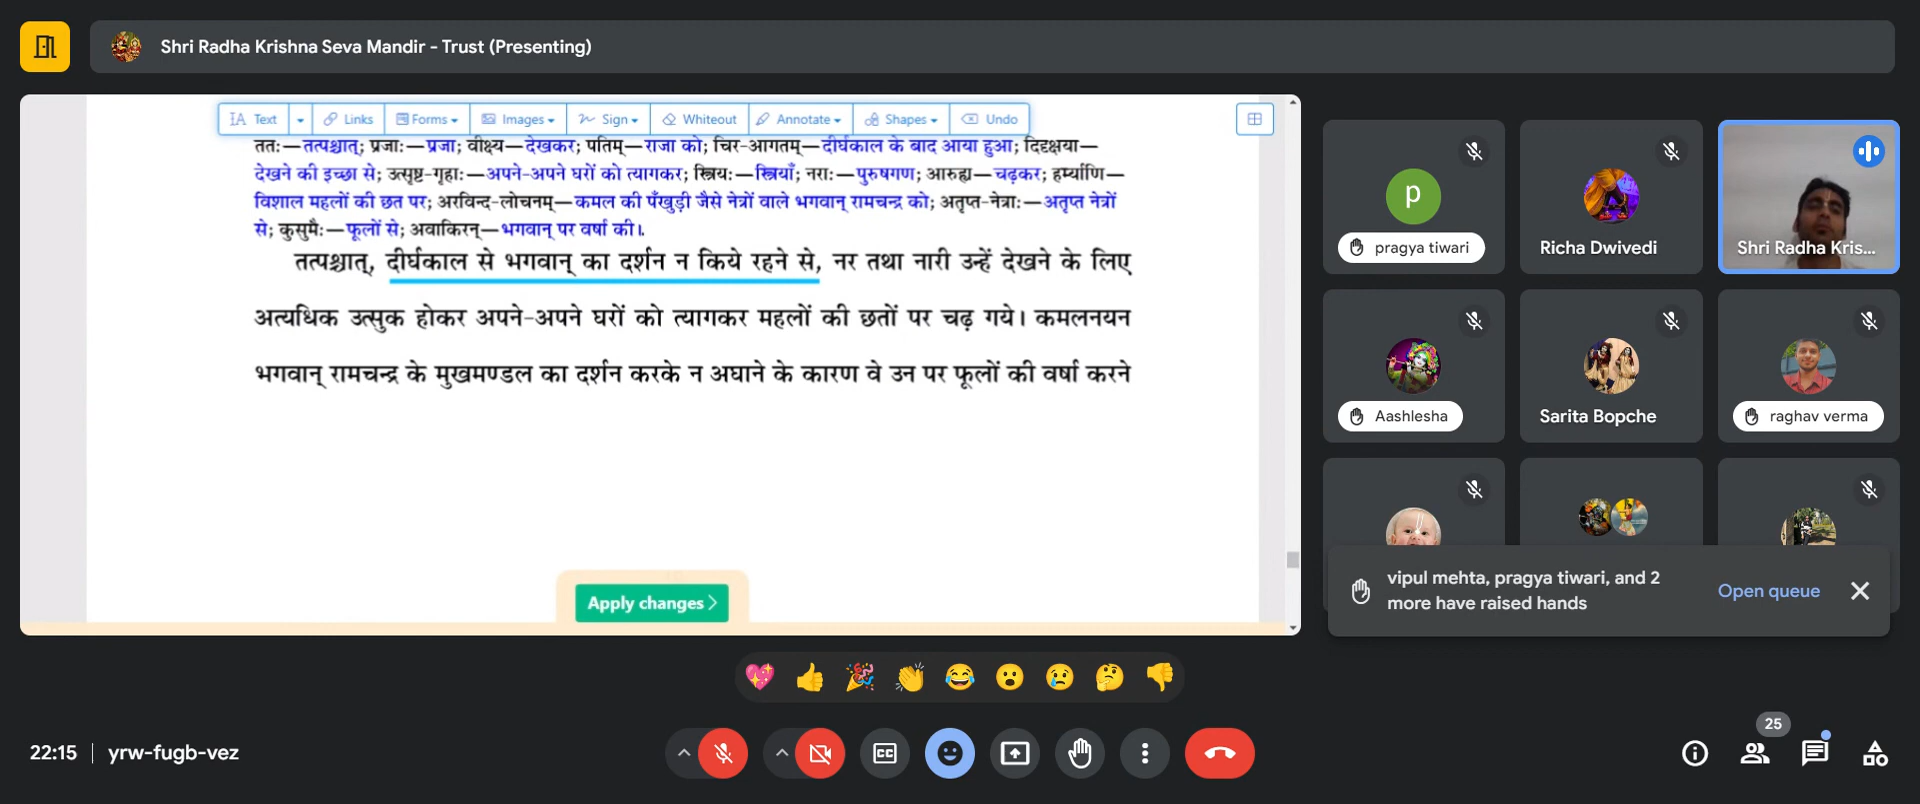 Shri Radha Krishna Seva Mandir - Trust (Presenting)
Text Links Forms Images Sign Whiteout Annotate Shapes Undo
ततः—तत्पश्चात्; प्रजाः—प्रजा; वीक्ष्य—देखकर; पतिम्—राजा को; चिर-आगतम्—दीर्घकाल के बाद आया हुआ; दिदृक्षया—
देखने की इच्छा से; उत्सृष्ट-गृहाः—अपने-अपने घरों को त्यागकर; स्त्रियः—स्त्रियाँ; नराः—पुरुषगण; आरुह्य—चढ़कर; हर्म्याणि—
विशाल महलों की छत पर; अरविन्द-लोचनम्—कमल की पँखुड़ी जैसे नेत्रों वाले भगवान् रामचन्द्र को; अतृप्त-नेत्राः—अतृप्त नेत्रों
से; कुसुमैः—फूलों से; अवाकिरन्—भगवान् पर वर्षा की।
तत्पश्चात्, दीर्घकाल से भगवान् का दर्शन न किये रहने से, नर तथा नारी उन्हें देखने के लिए
अत्यधिक उत्सुक होकर अपने-अपने घरों को त्यागकर महलों की छतों पर चढ़ गये। कमलनयन
भगवान् रामचन्द्र के मुखमण्डल का दर्शन करके न अघाने के कारण वे उन पर फूलों की वर्षा करने
Apply changes
p
pragya tiwari
Richa Dwivedi
Shri Radha Kris...
Aashlesha
Sarita Bopche
raghav verma
vipul mehta, pragya tiwari, and 2
more have raised hands
Open queue
22:15 yrw-fugb-vez
CC
25